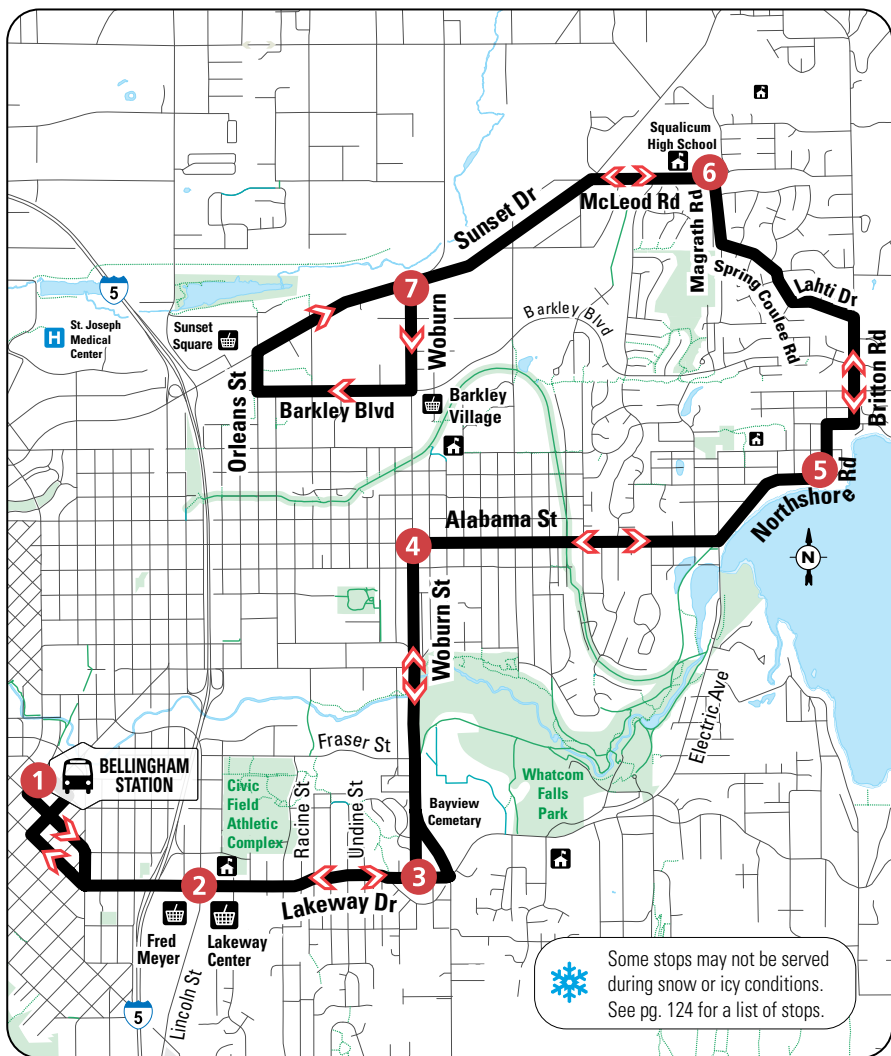 Squalicum
High School
6
McLeod Rd
Sunset Dr
Magrath Rd
Spring Coulee Rd
Lahti Dr
5
7
H
St. Joseph
Medical
Center
Sunset
Square
Woburn
Barkley Blvd
Britton Rd
Orleans St
Barkley Blvd
Barkley
Village
5
Northshore Rd
Alabama St
4
N
Woburn St
Electric Ave
Fraser St
1
BELLINGHAM
STATION
Civic
Field
Athletic
Complex
Racine St
Undine St
Bayview
Cemetary
Whatcom
Falls
Park
2
3
Lakeway Dr
Fred
Meyer
Lakeway
Center
Lincoln St
5
Some stops may not be served
during snow or icy conditions.
See pg. 124 for a list of stops.